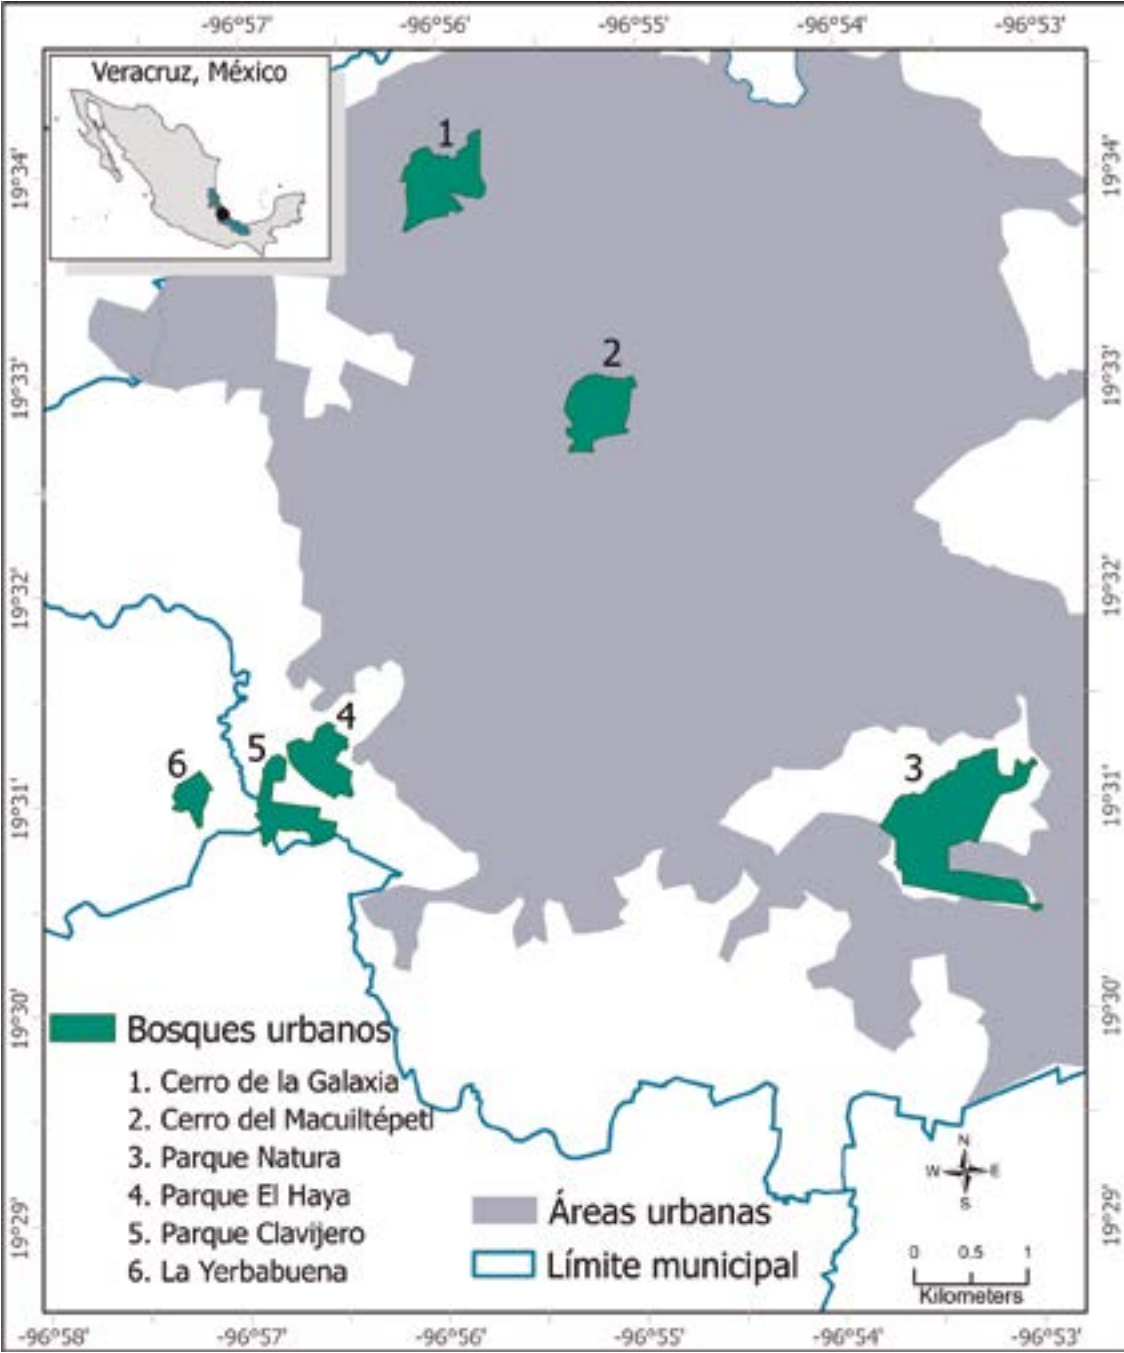 -96°57' -96°56' -96°55' -96°54' -96°53'
Veracruz, México
1
19°34' 19°34'
2
19°33' 19°33'
19°32' 19°32'
4
5
6
3
19°31' 19°31'
19°30' 19°30'
Bosques urbanos
1. Cerro de la Galaxia
2. Cerro del Macuiltépetl
3. Parque Natura
4. Parque El Haya
5. Parque Clavijero
6. La Yerbabuena
Áreas urbanas
Límite municipal
N
W E
S
0 0.5 1
Kilometers
19°29' 19°29'
-96°58' -96°57' -96°56' -96°55' -96°54' -96°53'